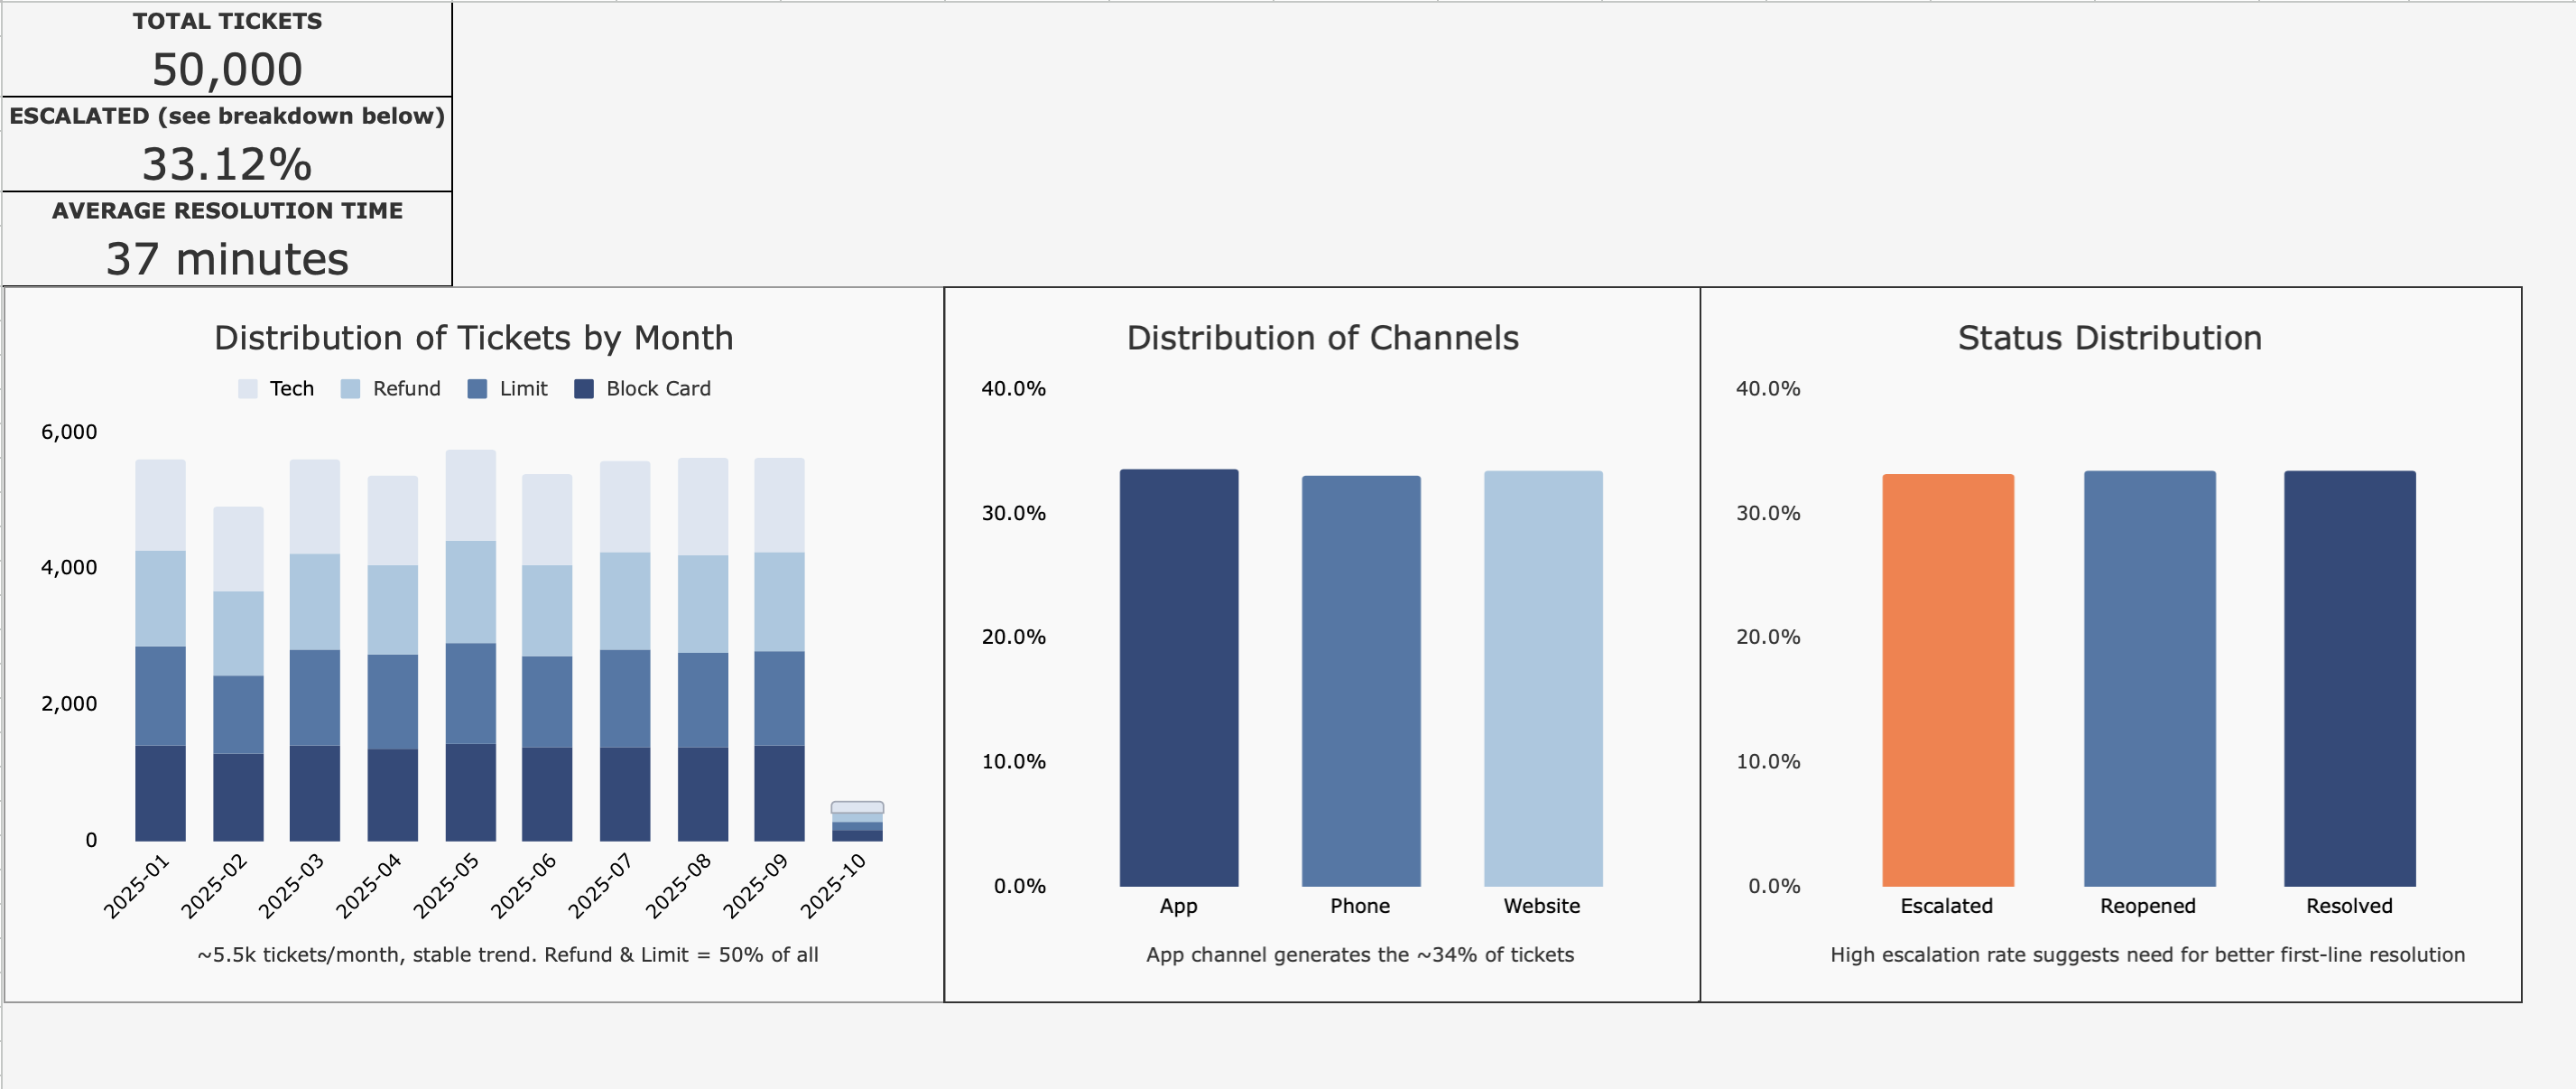 TOTAL TICKETS
50,000
ESCALATED (see breakdown below)
33.12%
AVERAGE RESOLUTION TIME
37 minutes
Distribution of Tickets by Month
Tech Refund Limit Block Card
6,000
4,000
2,000
0
2025-01 2025-02 2025-03 2025-04 2025-05 2025-06 2025-07 2025-08 2025-09 2025-10
~5.5k tickets/month, stable trend. Refund & Limit = 50% of all
Distribution of Channels
40.0%
30.0%
20.0%
10.0%
0.0%
App Phone Website
App channel generates the ~34% of tickets
Status Distribution
40.0%
30.0%
20.0%
10.0%
0.0%
Escalated Reopened Resolved
High escalation rate suggests need for better first-line resolution